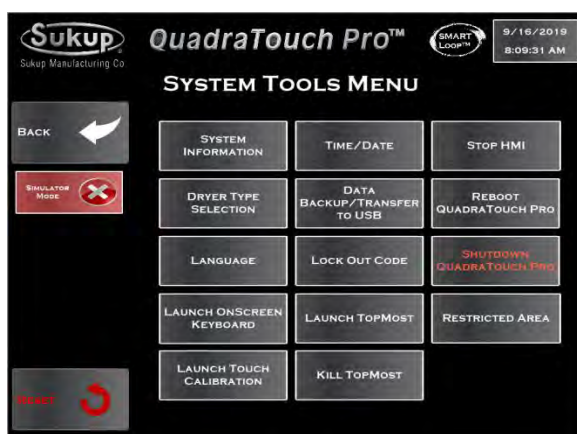 Sukup
Sukup Manufacturing Co
QuadraTouch Pro™
SMART
LOOP™
9/16/2019
8:09:31 AM
SYSTEM TOOLS MENU
BACK
SIMULATOR
MODE
SYSTEM
INFORMATION
TIME/DATE
STOP HMI
DRYER TYPE
SELECTION
DATA
BACKUP/TRANSFER
TO USB
REBOOT
QUADRATOUCH PRO
LANGUAGE
LOCK OUT CODE
SHUTDOWN
QUADRATOUCH PRO
LAUNCH ONSCREEN
KEYBOARD
LAUNCH TOPMOST
RESTRICTED AREA
LAUNCH TOUCH
CALIBRATION
KILL TOPMOST
RESET